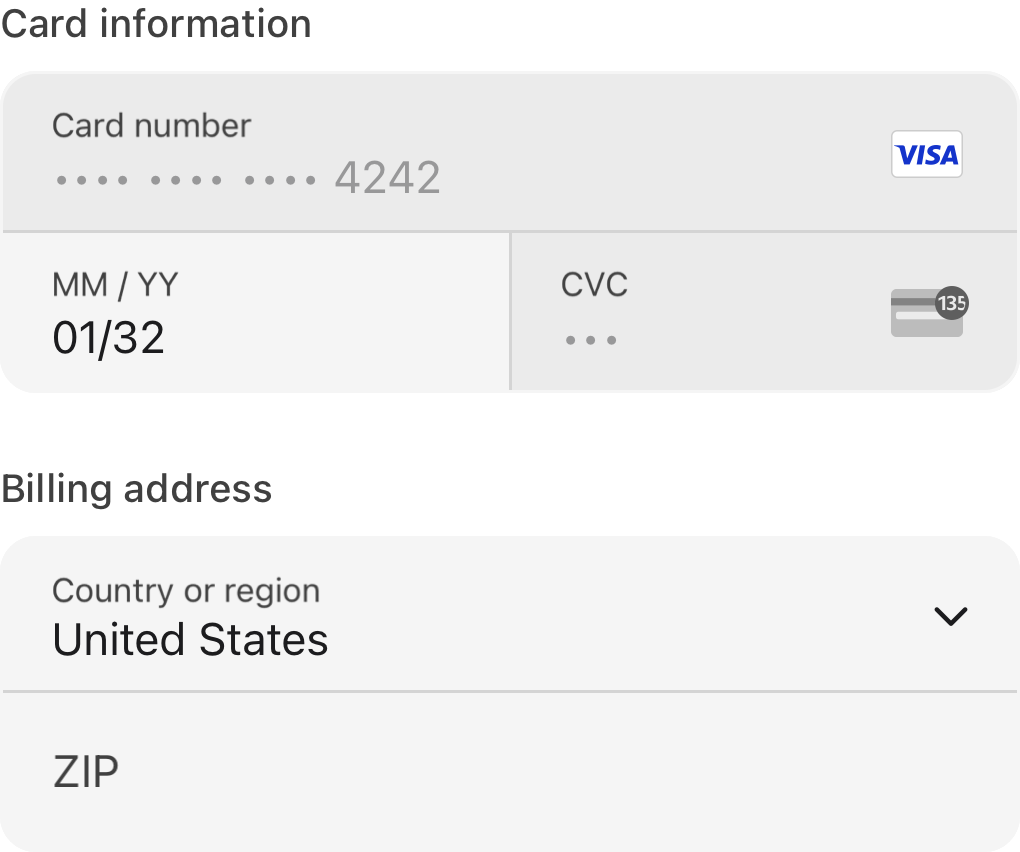 Card information
Card number
•••• •••• •••• 4242
VISA
MM / YY
01/32
CVC
•••
135
Billing address
Country or region
United States
ZIP